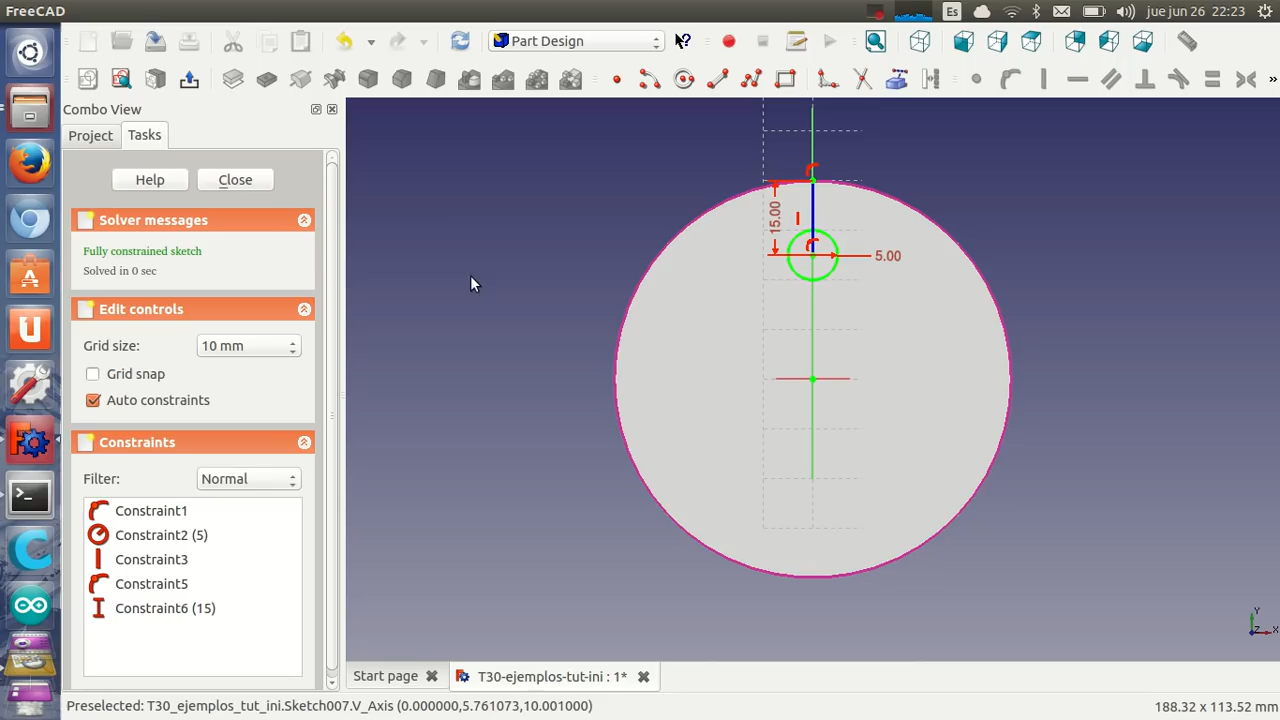 FreeCAD
Es
jue jun 26 22:23
Part Design
?
»
Combo View
Project
Tasks
Help
Close
Solver messages
Fully constrained sketch
Solved in 0 sec
Edit controls
Grid size:
10 mm
Grid snap
Auto constraints
Constraints
Filter:
Normal
Constraint1
Constraint2 (5)
Constraint3
Constraint5
Constraint6 (15)
15.00
5.00
Y
Z
X
Start page
T30-ejemplos-tut-ini : 1*
Preselected: T30_ejemplos_tut_ini.Sketch007.V_Axis (0.000000,5.761073,10.001000)
188.32 x 113.52 mm